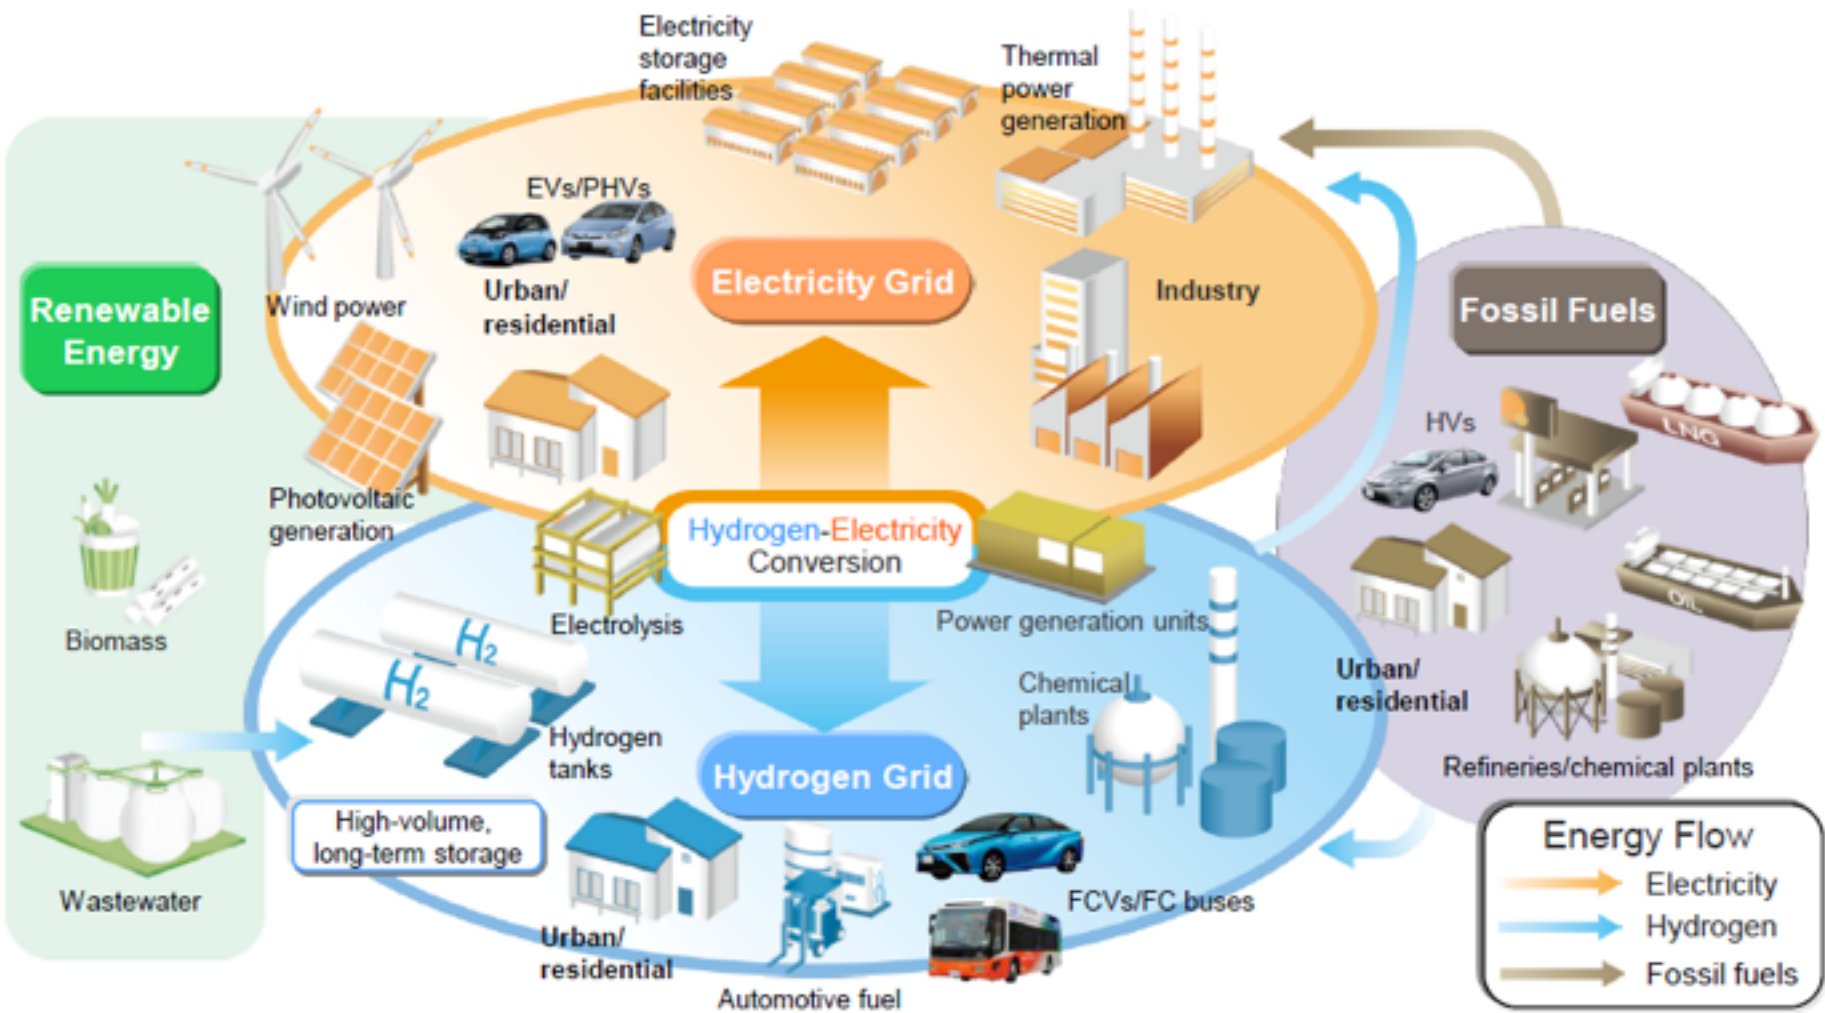 Electricity
storage
facilities
Thermal
power
generation
EVs/PHVs
Electricity Grid
Urban/
residential
Industry
Renewable
Energy
Wind power
Photovoltaic
generation
Biomass
Wastewater
Fossil Fuels
HVs
LNG
OIL
Urban/
residential
Refineries/chemical plants
Hydrogen-Electricity
Conversion
Electrolysis
Power generation units
H2
H2
Hydrogen
tanks
Chemical
plants
Hydrogen Grid
High-volume,
long-term storage
Urban/
residential
Automotive fuel
FCVs/FC buses
Energy Flow
Electricity
Hydrogen
Fossil fuels